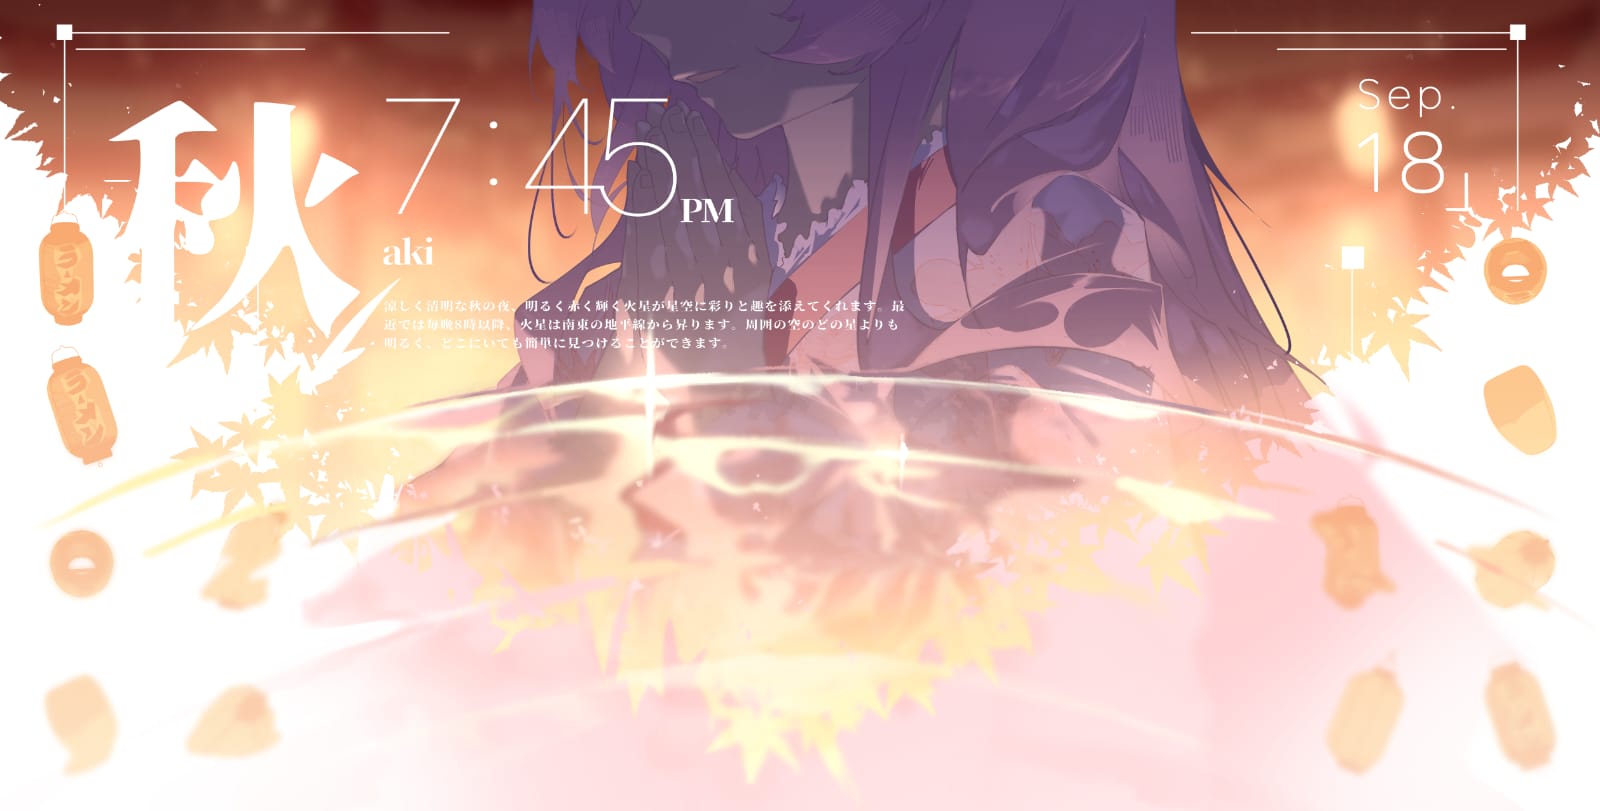 秋
7:45
PM
aki
涼しく清明な秋の夜、明るく赤く輝く火星が星空に彩りと趣を添えてくれます。最
近では毎晩8時以降、火星は南東の地平線から昇ります。周囲の空のどの星よりも
明るく、どこにいても簡単に見つけることができます。
Sep.
18